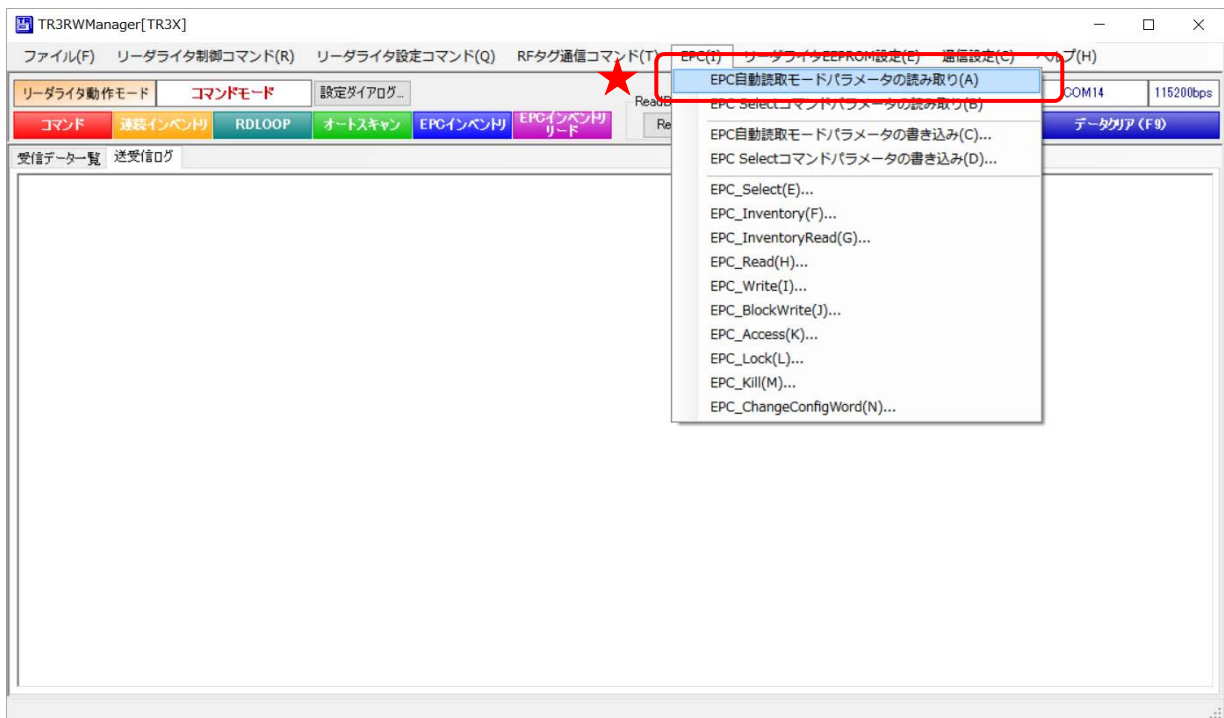 TR3RWManager[TR3X]
ファイル(F) リーダライタ制御コマンド(R) リーダライタ設定コマンド(Q) RFタグ通信コマンド(T) EPC(I) リーダライタEEPROM設定(E) 通信設定(C) ヘルプ(H)
リーダライタ動作モード コマンドモード 設定ダイアログ... COM14 115200bps
コマンド 連続インベントリ RDLOOP オートスキャン EPCインベントリ EPCインベントリリード データクリア(F9)
受信データ一覧 送受信ログ
EPC自動読取モードパラメータの読み取り(A)
EPC Selectコマンドパラメータの読み取り(B)
EPC自動読取モードパラメータの書き込み(C)...
EPC Selectコマンドパラメータの書き込み(D)...
EPC_Select(E)...
EPC_Inventory(F)...
EPC_InventoryRead(G)...
EPC_Read(H)...
EPC_Write(I)...
EPC_BlockWrite(J)...
EPC_Access(K)...
EPC_Lock(L)...
EPC_Kill(M)...
EPC_ChangeConfigWord(N)...